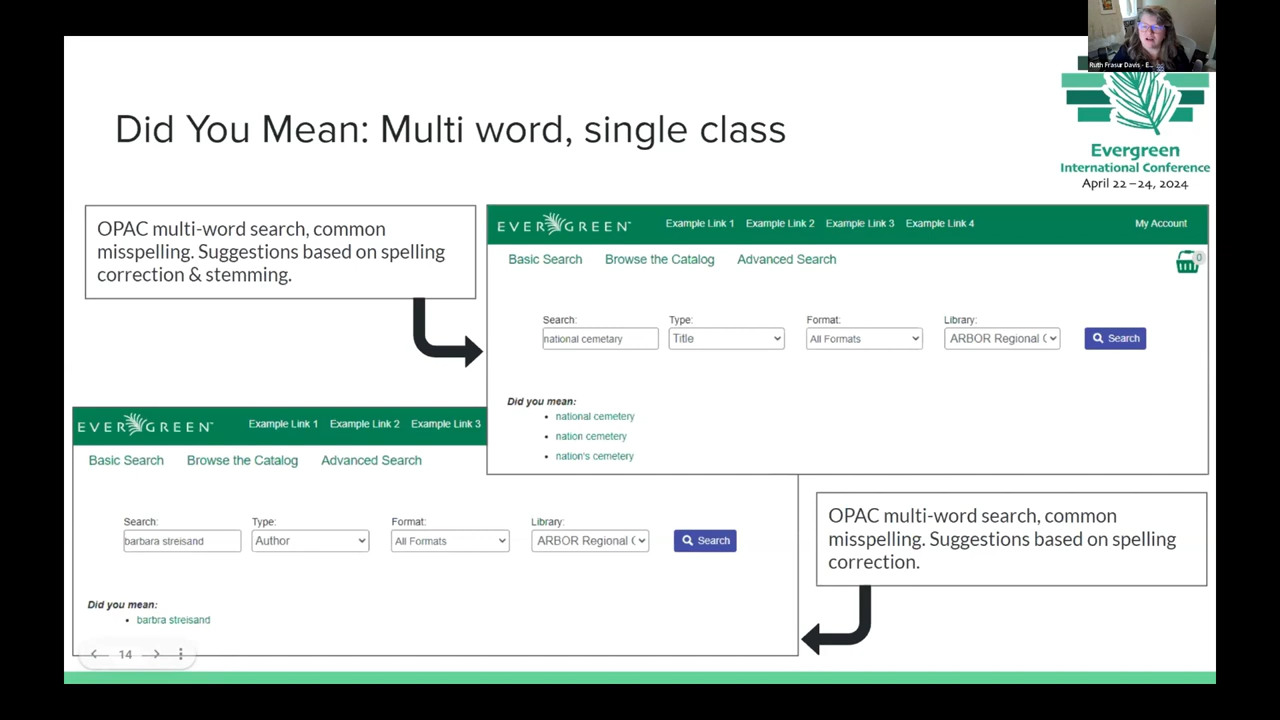 Ruth Frasur Davis - E...
Did You Mean: Multi word, single class
Evergreen
International Conference
April 22 – 24, 2024
OPAC multi-word search, common
misspelling. Suggestions based on spelling
correction & stemming.
EVERGREEN™
Example Link 1 Example Link 2 Example Link 3 Example Link 4
My Account
Basic Search Browse the Catalog Advanced Search
0
Search: Type: Format: Library:
national cemetary Title All Formats ARBOR Regional ( Search
Did you mean:
• national cemetery
• nation cemetery
• nation's cemetery
EVERGREEN™
Example Link 1 Example Link 2 Example Link 3
Basic Search Browse the Catalog Advanced Search
Search: Type: Format: Library:
barbara streisand Author All Formats ARBOR Regional ( Search
Did you mean:
• barbra streisand
OPAC multi-word search, common
misspelling. Suggestions based on spelling
correction.
14